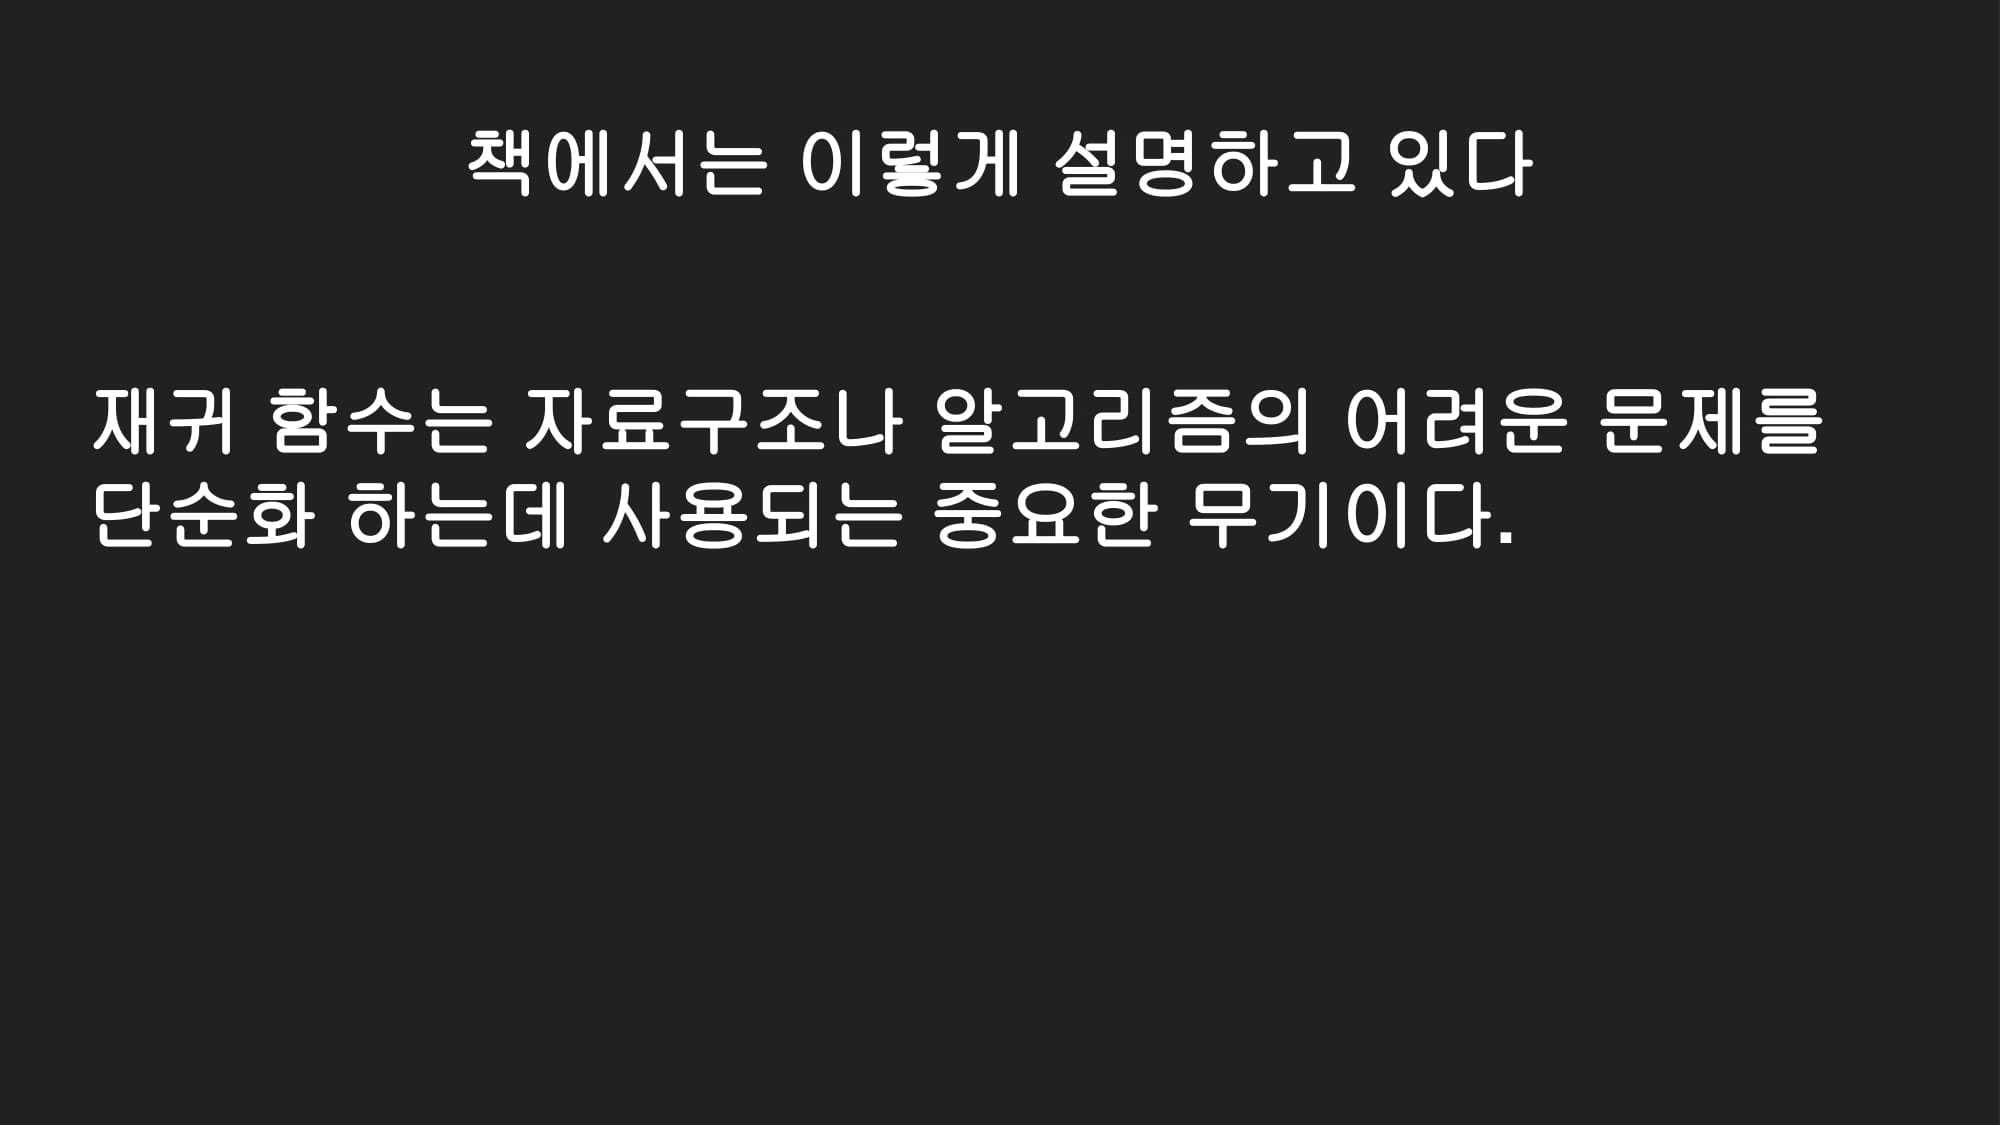 책에서는 이렇게 설명하고 있다
재귀 함수는 자료구조나 알고리즘의 어려운 문제를
단순화 하는데 사용되는 중요한 무기이다.